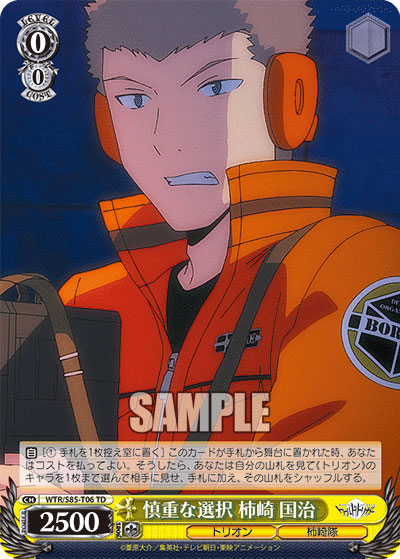 LEVEL
0
0
COST
BOR
SAMPLE
【自】［① 手札を1枚控え室に置く］ このカードが手札から舞台に置かれた時、あなた
はコストを払ってよい。そうしたら、あなたは自分の山札を見て《トリオン》の
キャラを1枚まで選んで相手に見せ、手札に加え、その山札をシャッフルする。
CH
WTR/S85-T06 TD
2500
慎重な選択 柿崎 国治
トリオン
柿崎隊
©葦原大介／集英社・テレビ朝日・東映アニメーション